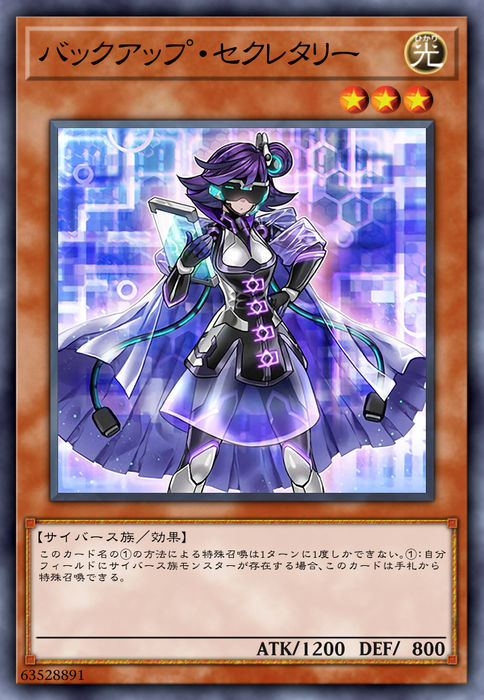 バックアップ・セクレタリー
ひかり
光
【サイバース族／効果】
このカード名の①の方法による特殊召喚は1ターンに1度しかできない。①：自分
フィールドにサイバース族モンスターが存在する場合、このカードは手札から
特殊召喚できる。
ATK/1200 DEF/ 800
63528891